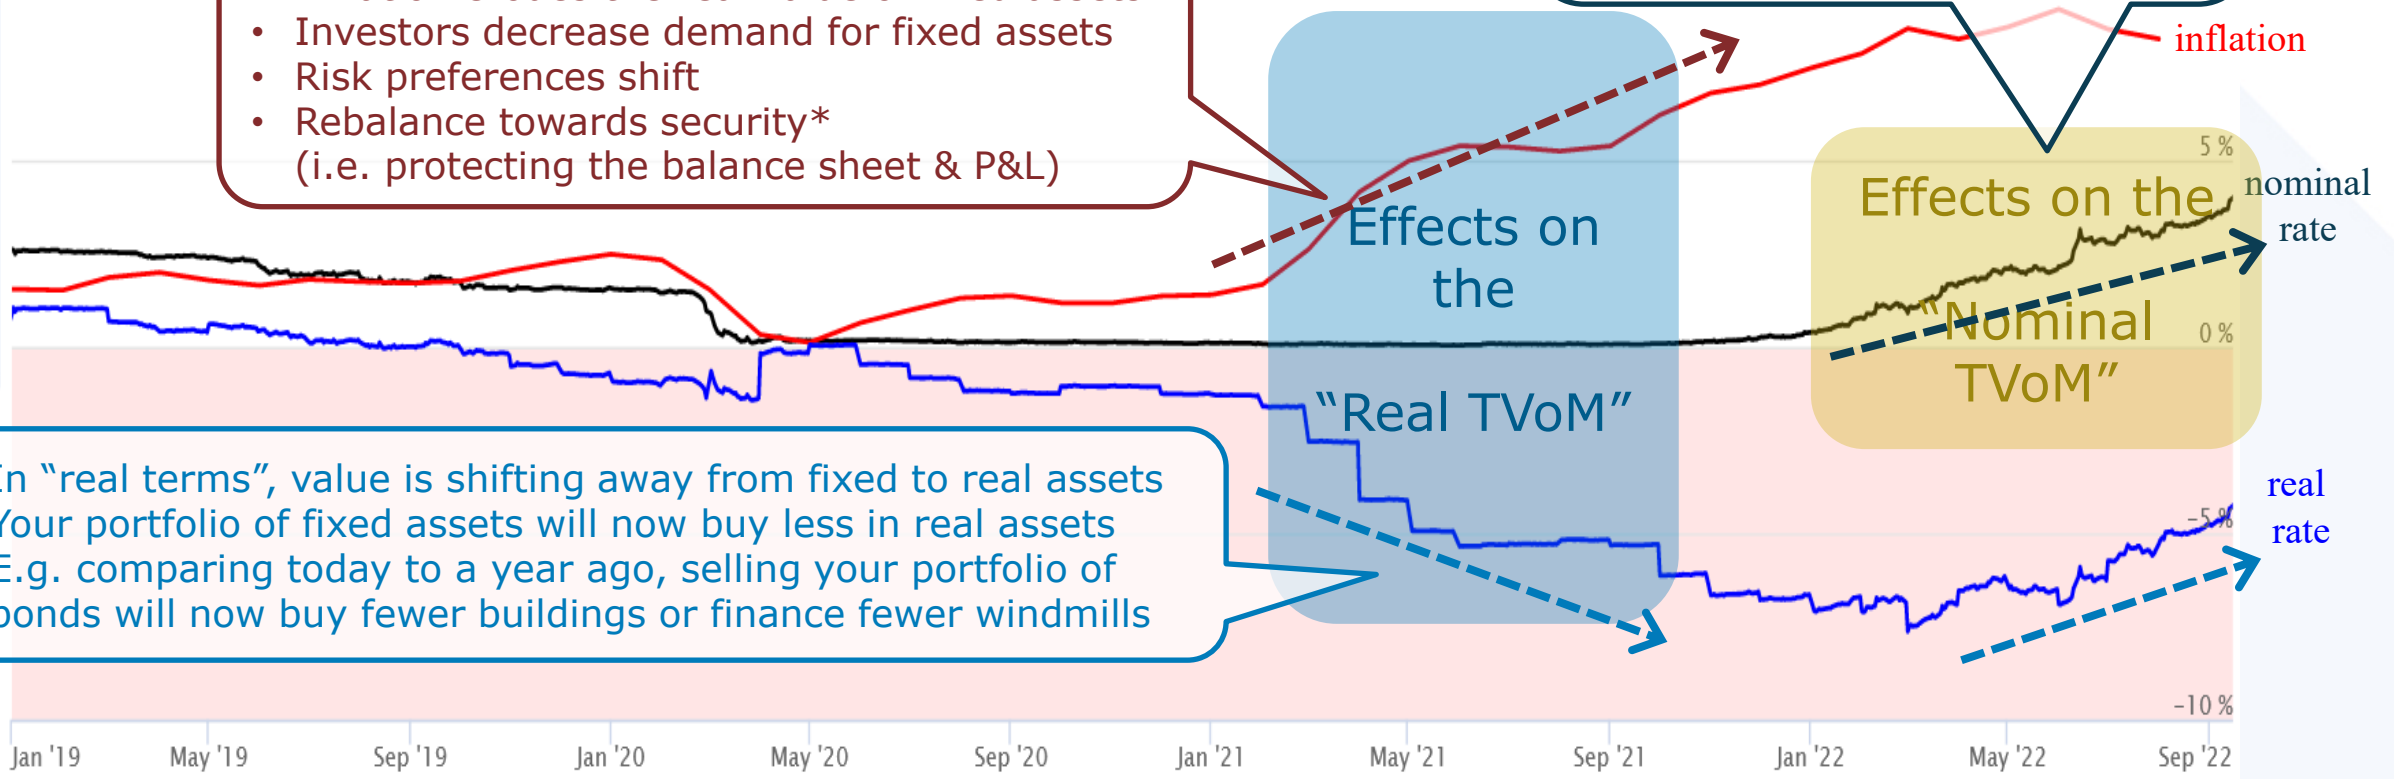 • Investors decrease demand for fixed assets
• Risk preferences shift
• Rebalance towards security*
(i.e. protecting the balance sheet & P&L)
inflation
5 %
nominal
rate
Effects on
the
“Real TVoM”
Effects on the
“Nominal
TVoM”
0 %
In “real terms”, value is shifting away from fixed to real assets
Your portfolio of fixed assets will now buy less in real assets
E.g. comparing today to a year ago, selling your portfolio of
bonds will now buy fewer buildings or finance fewer windmills
real
rate
−5 %
−10 %
Jan '19 May '19 Sep '19 Jan '20 May '20 Sep '20 Jan '21 May '21 Sep '21 Jan '22 May '22 Sep '22